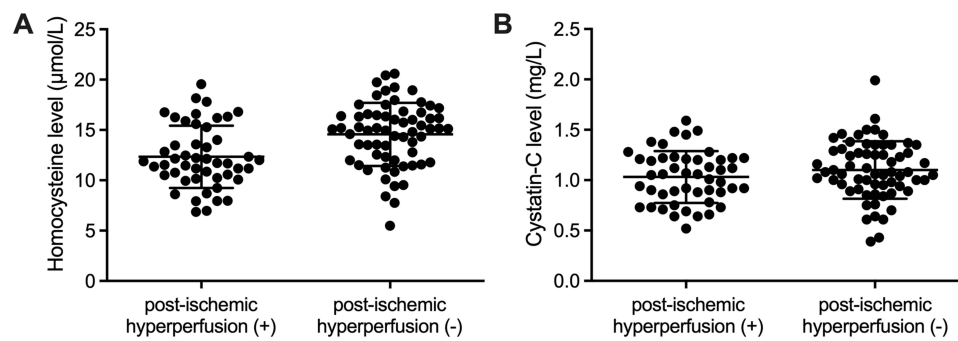 A
Homocysteine level (μmol/L)
25
20
15
10
5
0
post-ischemic
hyperperfusion (+)
post-ischemic
hyperperfusion (-)
B
Cystatin-C level (mg/L)
2.5
2.0
1.5
1.0
0.5
0.0
post-ischemic
hyperperfusion (+)
post-ischemic
hyperperfusion (-)